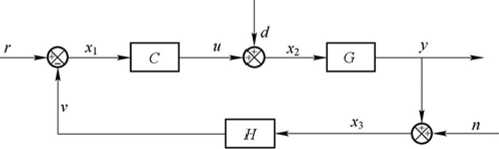 d
r x₁ C u x₂ G y
+ − + +
v x₃ n
H + +